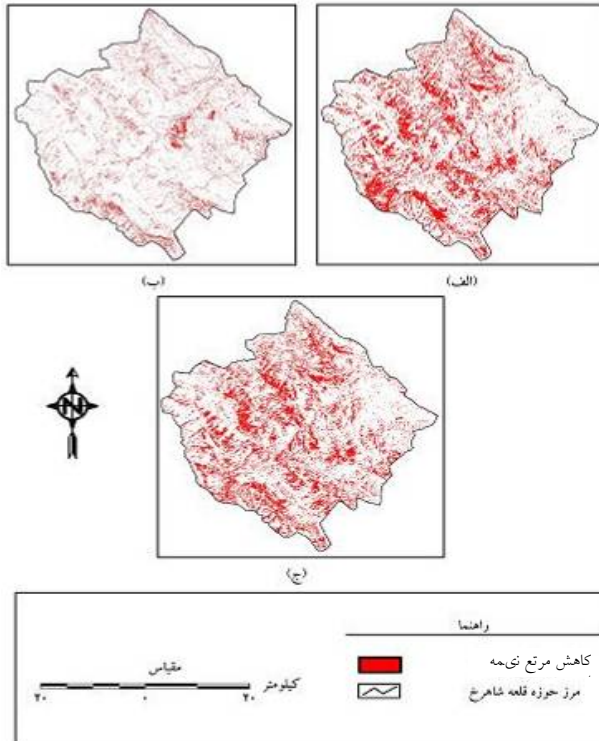 (الف)
(ب)
(ج)
N
راهنما
کاهش مرتع نیمه
مرز حوزه قلعه شاهرخ
مقیاس
۲۰ ۰ ۲۰ کیلومتر